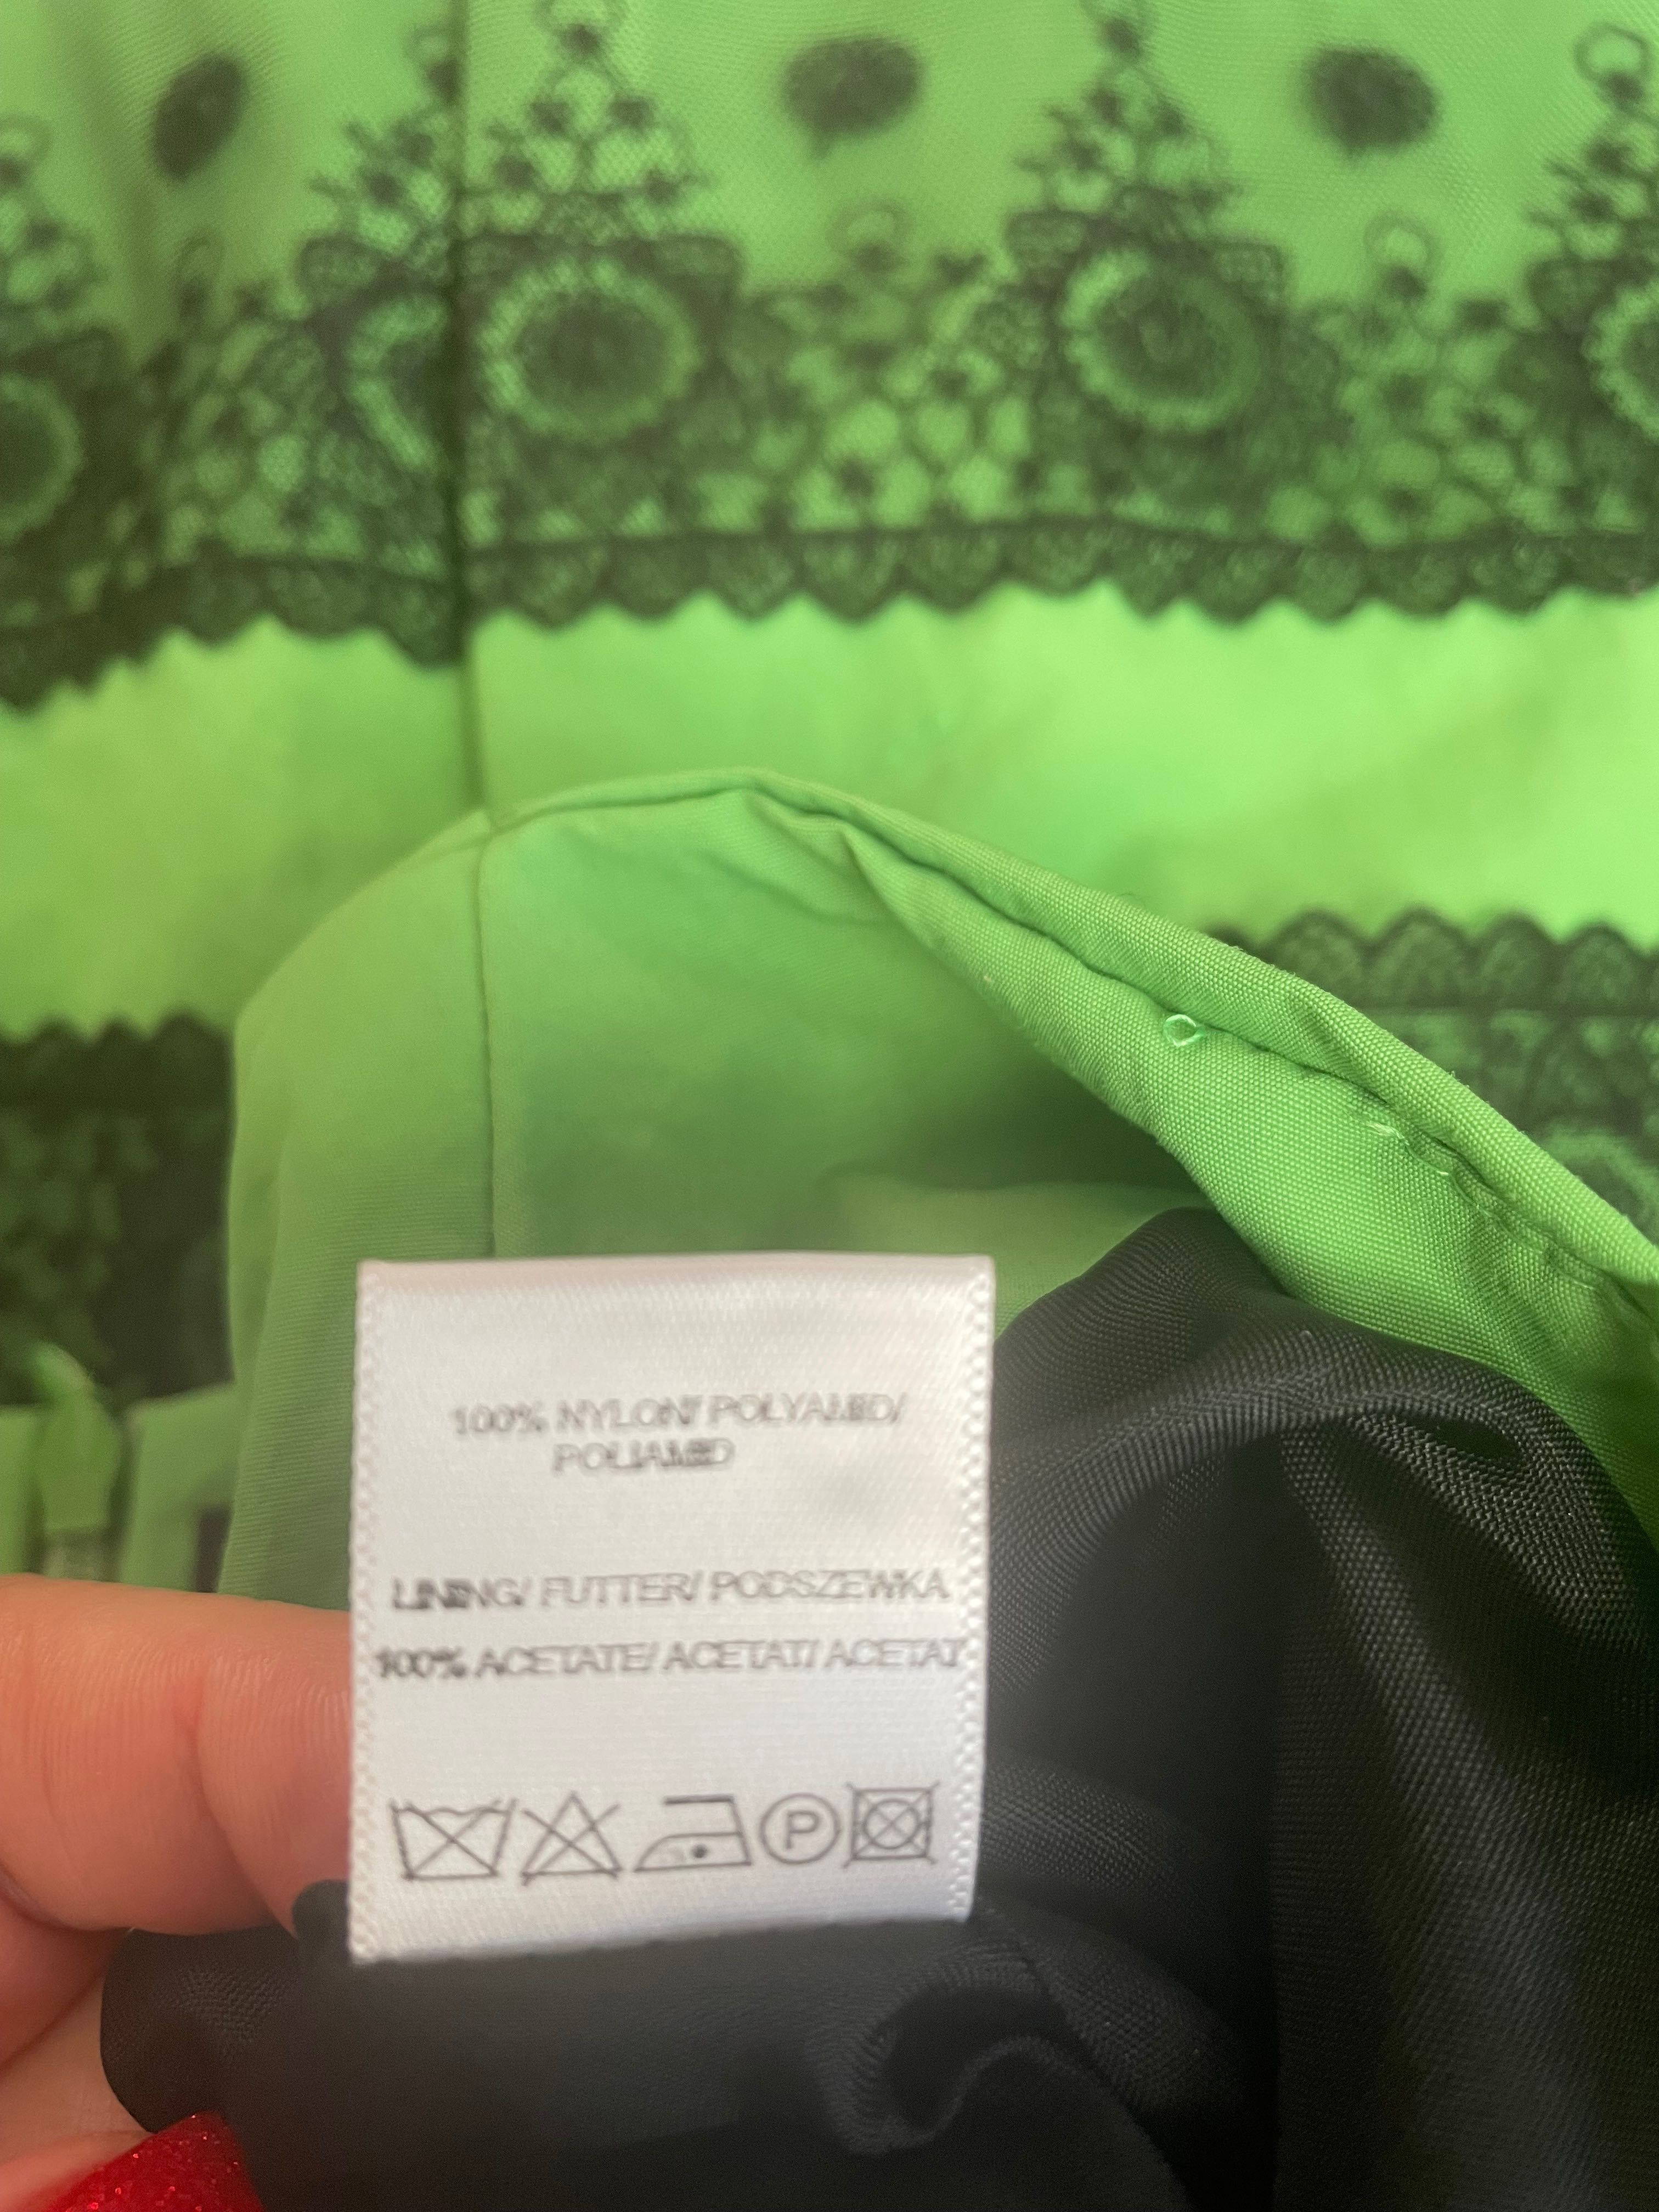 100% NYLON/ POLYAMID/
POLIAMID
LINING/ FUTTER/ PODSZEWKA
100% ACETATE/ ACETAT/ ACETAT
P